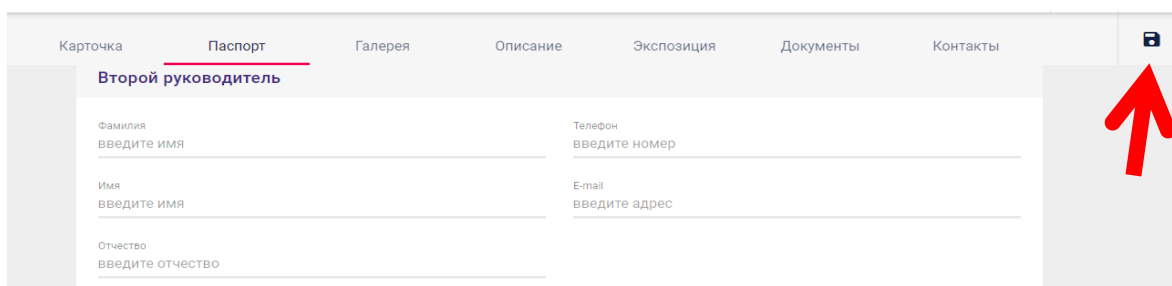 Карточка Паспорт Галерея Описание Экспозиция Документы Контакты
Второй руководитель
Фамилия
введите имя
Телефон
введите номер
Имя
введите имя
E-mail
введите адрес
Отчество
введите отчество